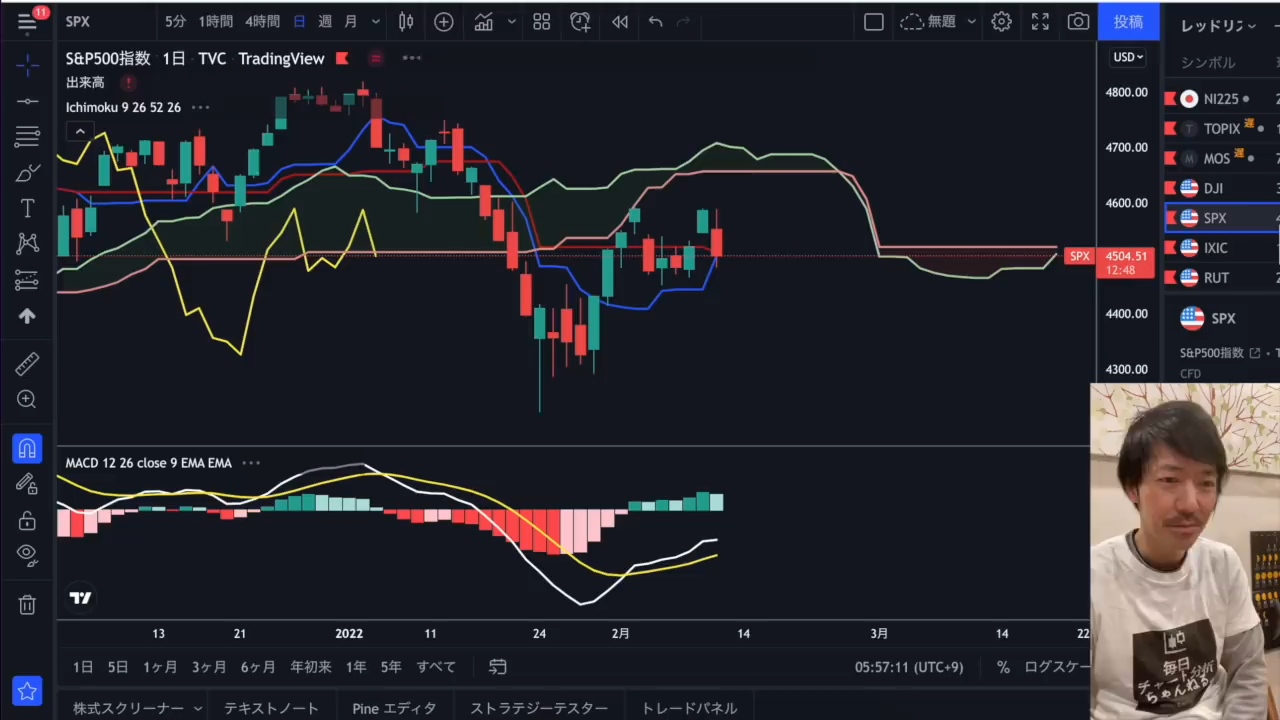 11
SPX
5分 1時間 4時間 日 週 月
無題
投稿
レッドリス
S&P500指数 1日 TVC TradingView
USD
シンボル
出来高
Ichimoku 9 26 52 26
4800.00
4700.00
4600.00
SPX 4504.51
12:48
4400.00
4300.00
NI225
TOPIX 遅
MOS 遅
DJI
SPX
IXIC
RUT
SPX
S&P500指数
CFD
MACD 12 26 close 9 EMA EMA
13 21 2022 11 24 2月 14 3月 14 22
1日 5日 1ヶ月 3ヶ月 6ヶ月 年初来 1年 5年 すべて
05:57:11 (UTC+9) % ログスケー
株式スクリーナー テキストノート Pine エディタ ストラテジーテスター トレードパネル
毎日
チャート分析
ちゃんねる